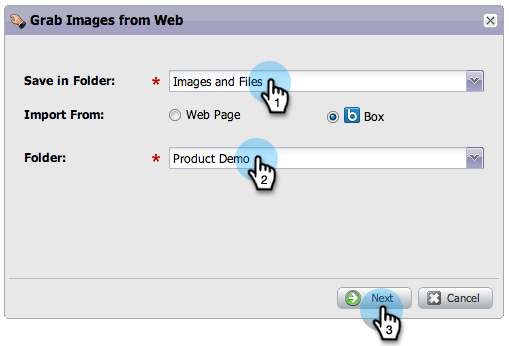 Grab Images from Web
Save in Folder: * Images and Files
1
Import From: Web Page b Box
Folder: * Product Demo
2
Next Cancel
3